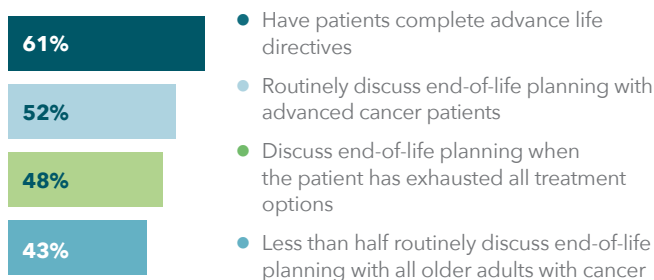 61%
52%
48%
43%
Have patients complete advance life
directives
Routinely discuss end-of-life planning with
advanced cancer patients
Discuss end-of-life planning when
the patient has exhausted all treatment
options
Less than half routinely discuss end-of-life
planning with all older adults with cancer